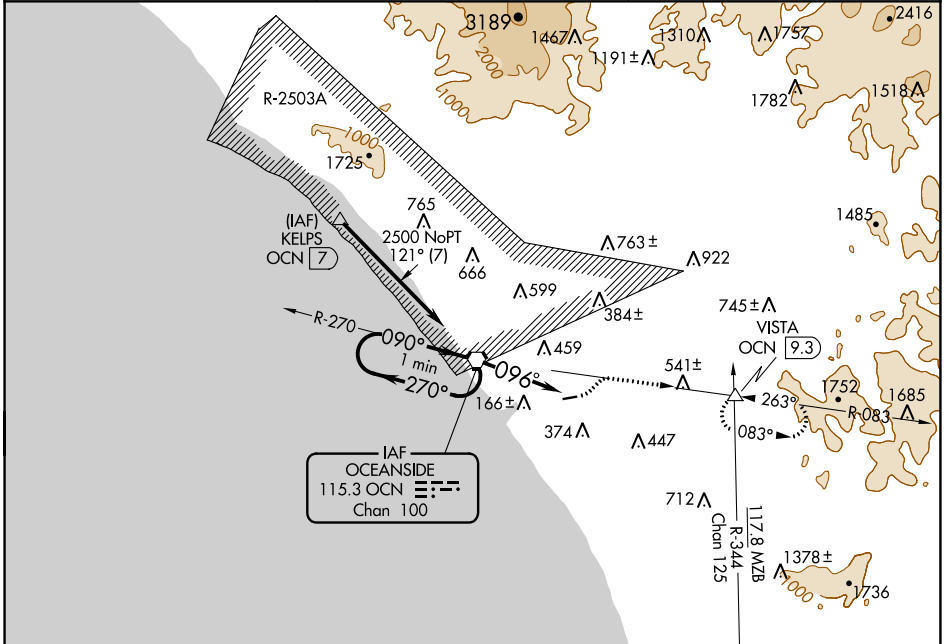 3189
2416
1467
1310
1757
1191±
2000
1000
1782
1518
R-2503A
1000
1725
765
1485
(IAF)
KELPS
OCN 7
2500 NoPT
121° (7)
763±
922
666
599
384±
745±
VISTA
OCN 9.3
R-270
090°
1 min
270°
096°
459
541±
166±
263°
1752
1685
R-083
083°
374
447
IAF
OCEANSIDE
115.3 OCN
Chan 100
712
117.8 MZB
R-344
Chan 125
1378±
1000
1736